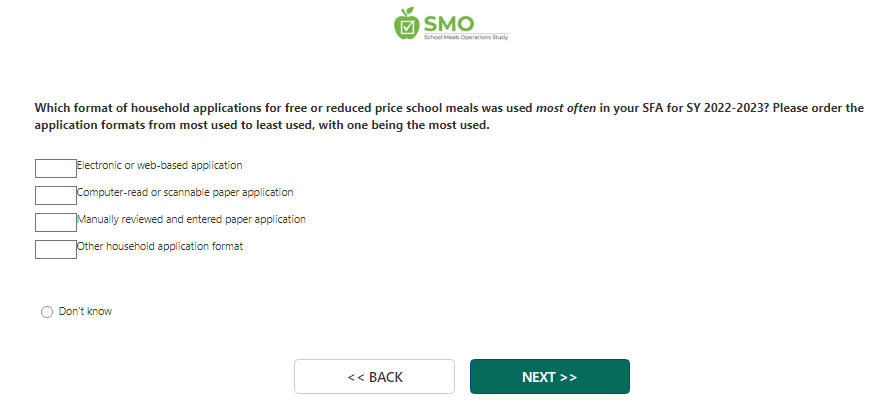 SMO
School Meals Operations Study
Which format of household applications for free or reduced price school meals was used most often in your SFA for SY 2022-2023? Please order the
application formats from most used to least used, with one being the most used.
Electronic or web-based application
Computer-read or scannable paper application
Manually reviewed and entered paper application
Other household application format
Don't know
<< BACK
NEXT >>